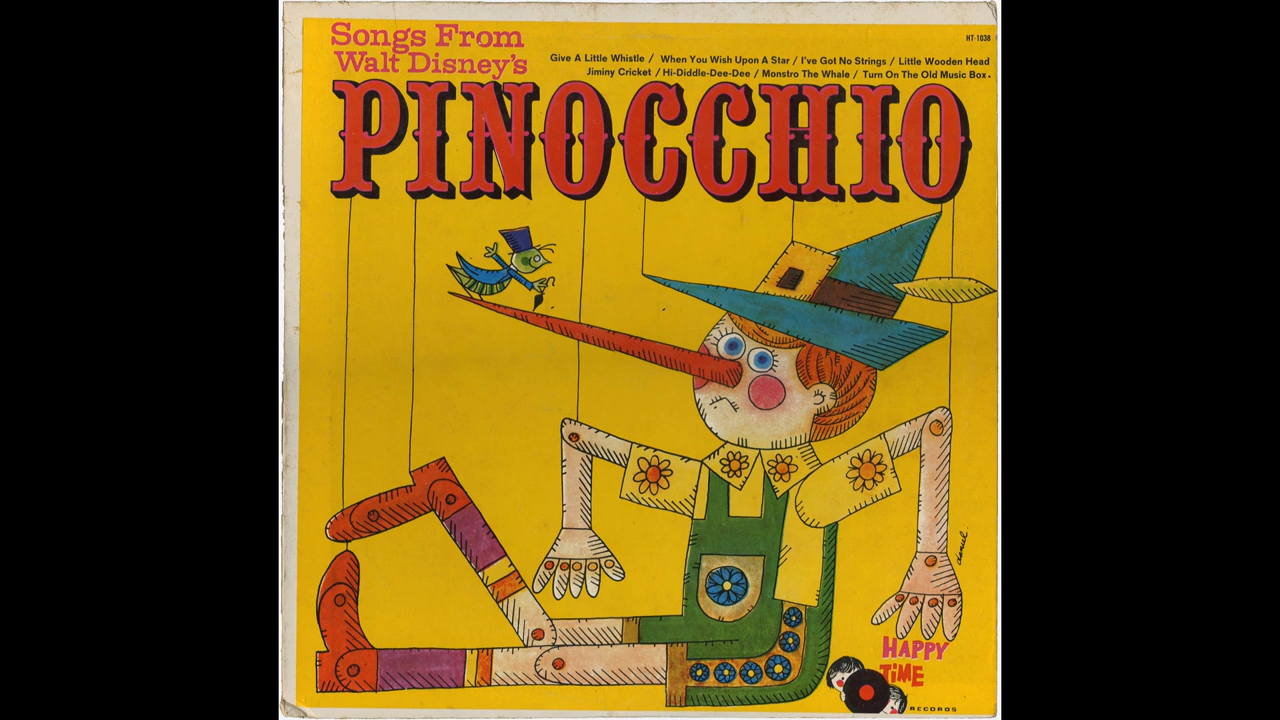 Songs From
Walt Disney's
PINOCCHIO
HT-1038
Give A Little Whistle / When You Wish Upon A Star / I've Got No Strings / Little Wooden Head
Jiminy Cricket / Hi-Diddle-Dee-Dee / Monstro The Whale / Turn On The Old Music Box.
daniel.
HAPPY
TIME
RECORDS